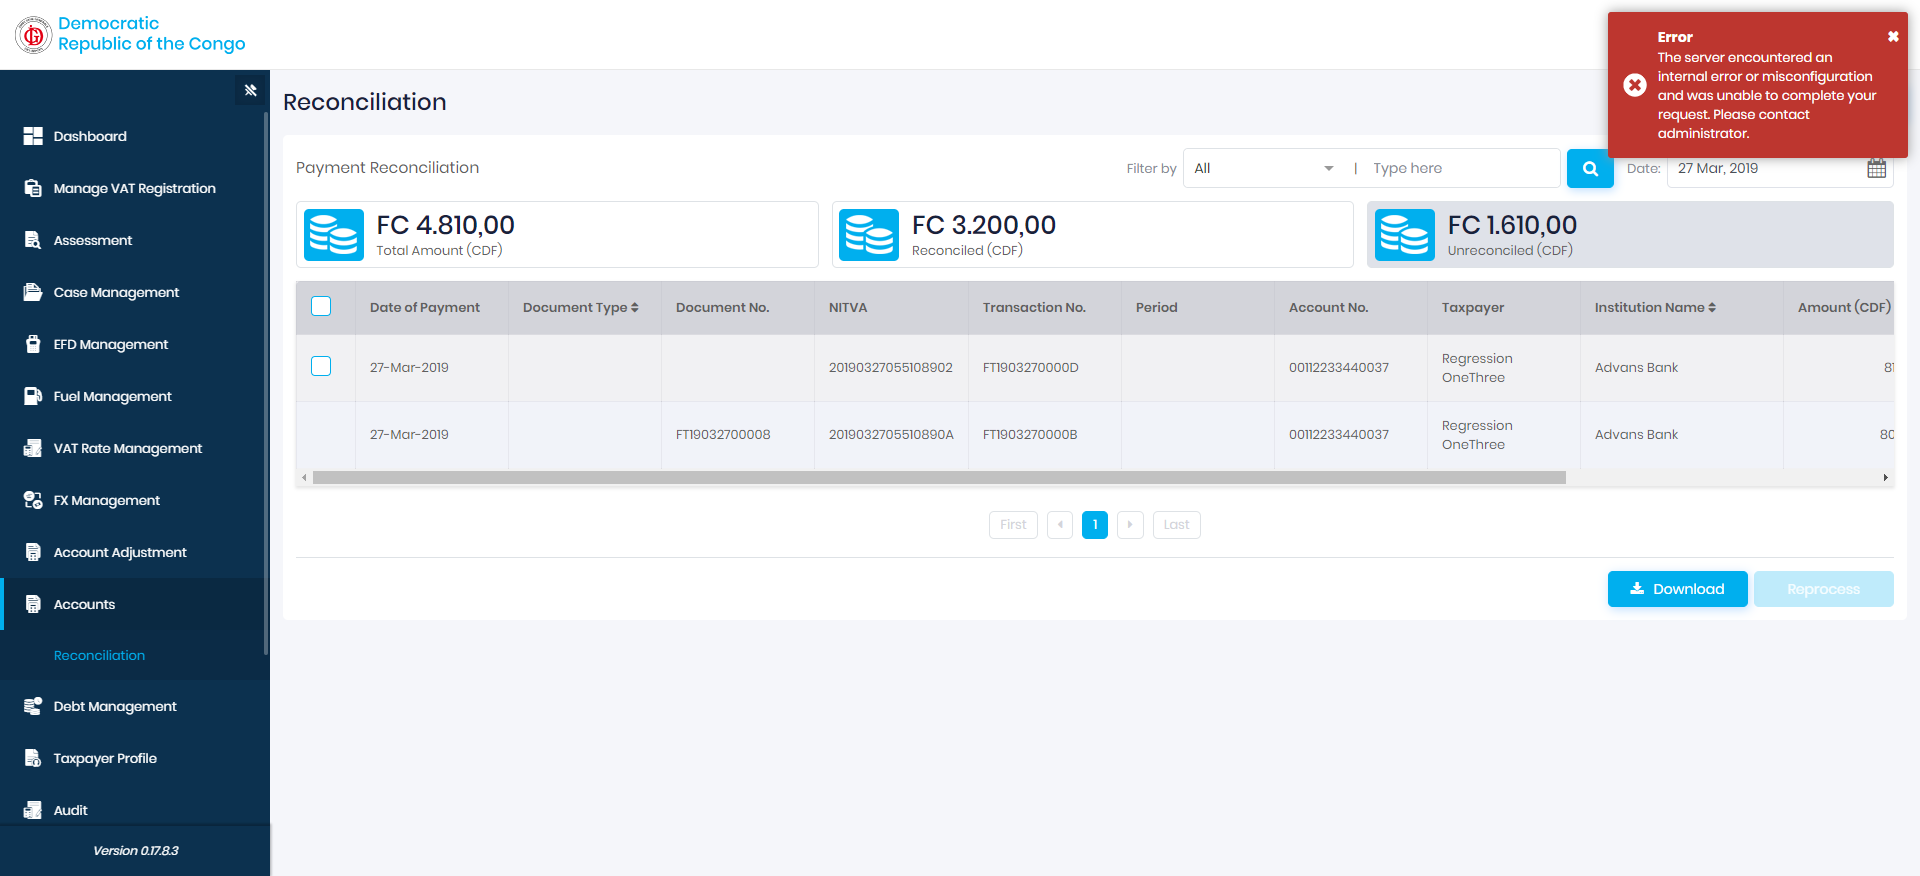 Democratic
Republic of the Congo
Error
The server encountered an
internal error or misconfiguration
and was unable to complete your
request. Please contact
administrator.
Dashboard
Manage VAT Registration
Assessment
Case Management
EFD Management
Fuel Management
VAT Rate Management
FX Management
Account Adjustment
Accounts
Reconciliation
Debt Management
Taxpayer Profile
Audit
Version 0.17.8.3
Reconciliation
Payment Reconciliation
Filter by All | Type here
Date: 27 Mar, 2019
FC 4.810,00
Total Amount (CDF)
FC 3.200,00
Reconciled (CDF)
FC 1.610,00
Unreconciled (CDF)
Date of Payment Document Type Document No. NITVA Transaction No. Period Account No. Taxpayer Institution Name Amount (CDF)
27-Mar-2019 20190327055108902 FT1903270000D 00112233440037 Regression OneThree Advans Bank 81
27-Mar-2019 FT19032700008 2019032705510890A FT1903270000B 00112233440037 Regression OneThree Advans Bank 80
First 1 Last
Download Reprocess